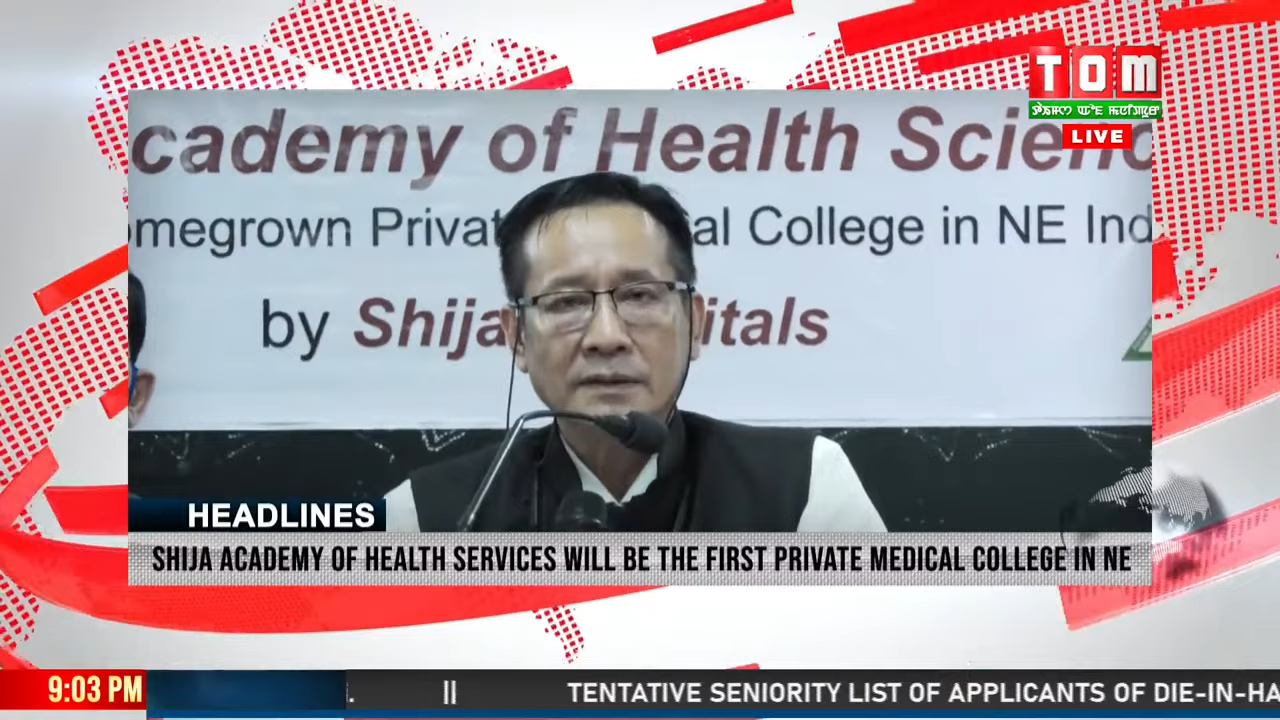 TOM
LIVE
cademy of Health Scienc
omegrown Privat al College in NE Ind
by Shija itals
HEADLINES
SHIJA ACADEMY OF HEALTH SERVICES WILL BE THE FIRST PRIVATE MEDICAL COLLEGE IN NE
9:03 PM . || TENTATIVE SENIORITY LIST OF APPLICANTS OF DIE-IN-HA